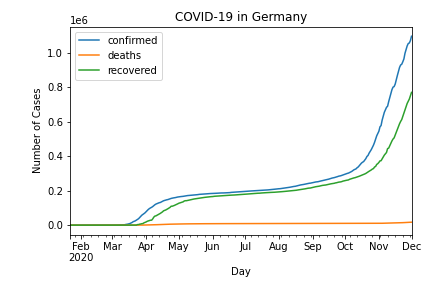 COVID-19 in Germany
1e6
confirmed
deaths
recovered
Number of Cases
1.0
0.8
0.6
0.4
0.2
0.0
Feb Mar Apr May Jun Jul Aug Sep Oct Nov Dec
2020
Day